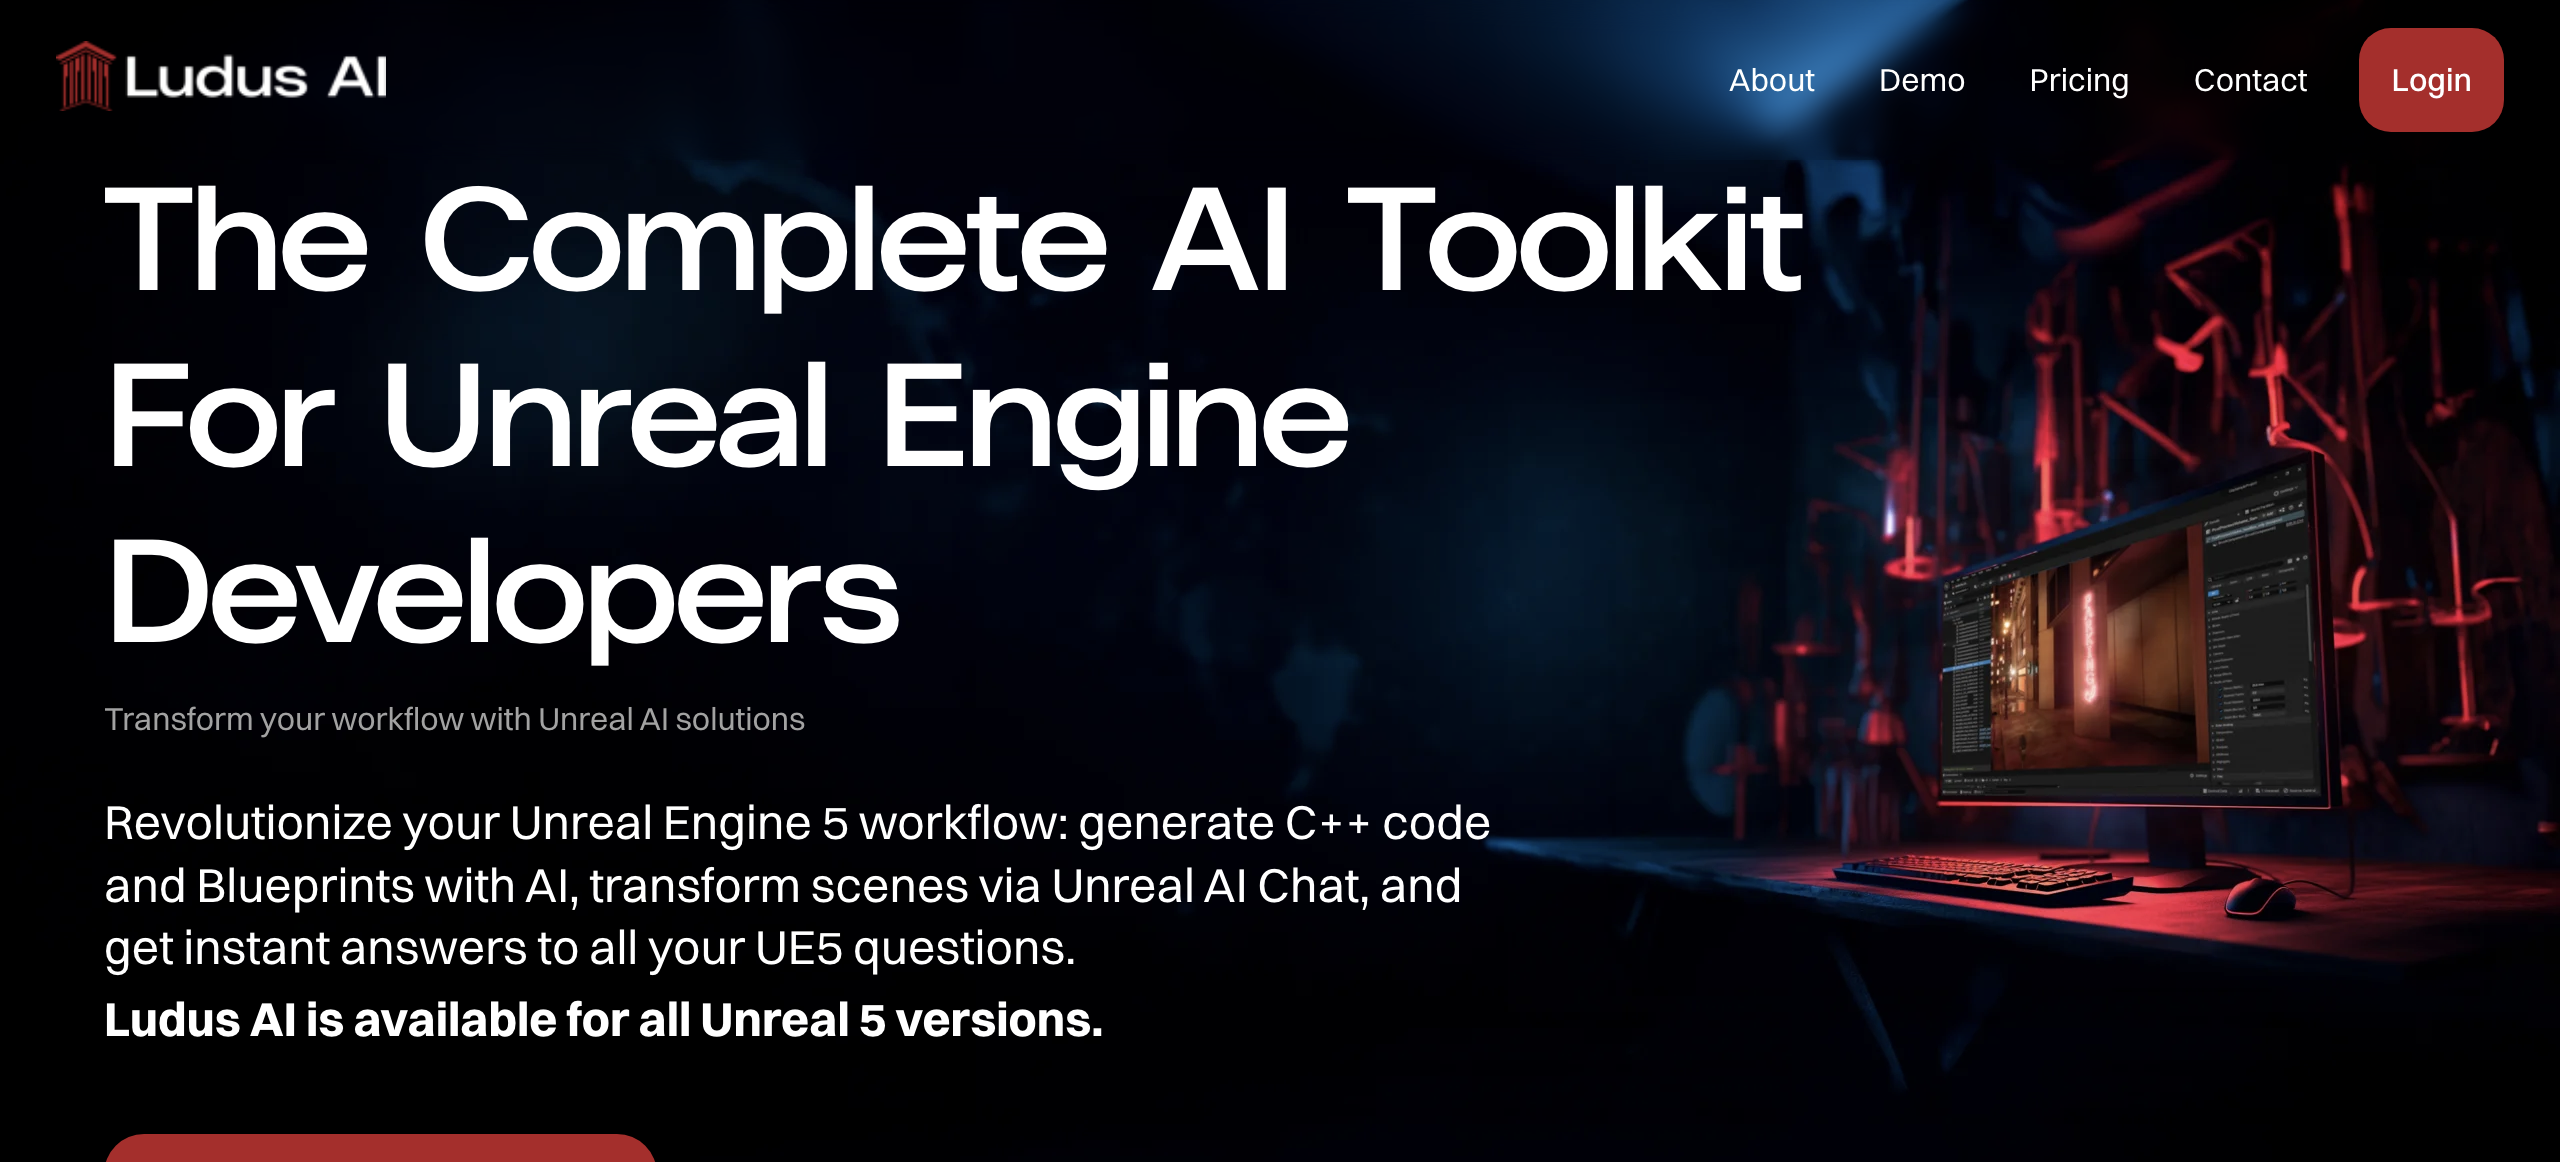 Ludus AI
About Demo Pricing Contact Login
The Complete AI Toolkit
For Unreal Engine
Developers
Transform your workflow with Unreal AI solutions
Revolutionize your Unreal Engine 5 workflow: generate C++ code
and Blueprints with AI, transform scenes via Unreal AI Chat, and
get instant answers to all your UE5 questions.
Ludus AI is available for all Unreal 5 versions.
PARKING